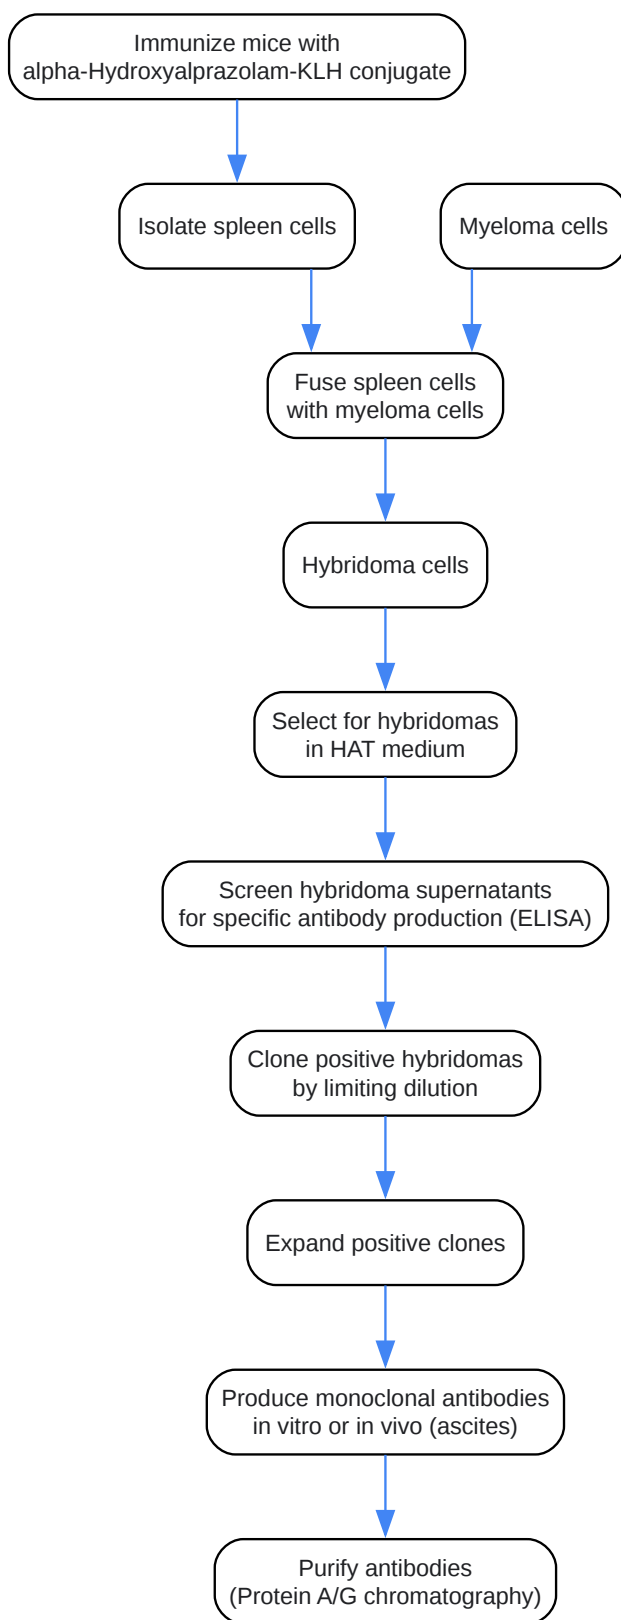 Immunize mice with
alpha-Hydroxyalprazolam-KLH conjugate
Isolate spleen cells
Myeloma cells
Fuse spleen cells
with myeloma cells
Hybridoma cells
Select for hybridomas
in HAT medium
Screen hybridoma supernatants
for specific antibody production (ELISA)
Clone positive hybridomas
by limiting dilution
Expand positive clones
Produce monoclonal antibodies
in vitro or in vivo (ascites)
Purify antibodies
(Protein A/G chromatography)